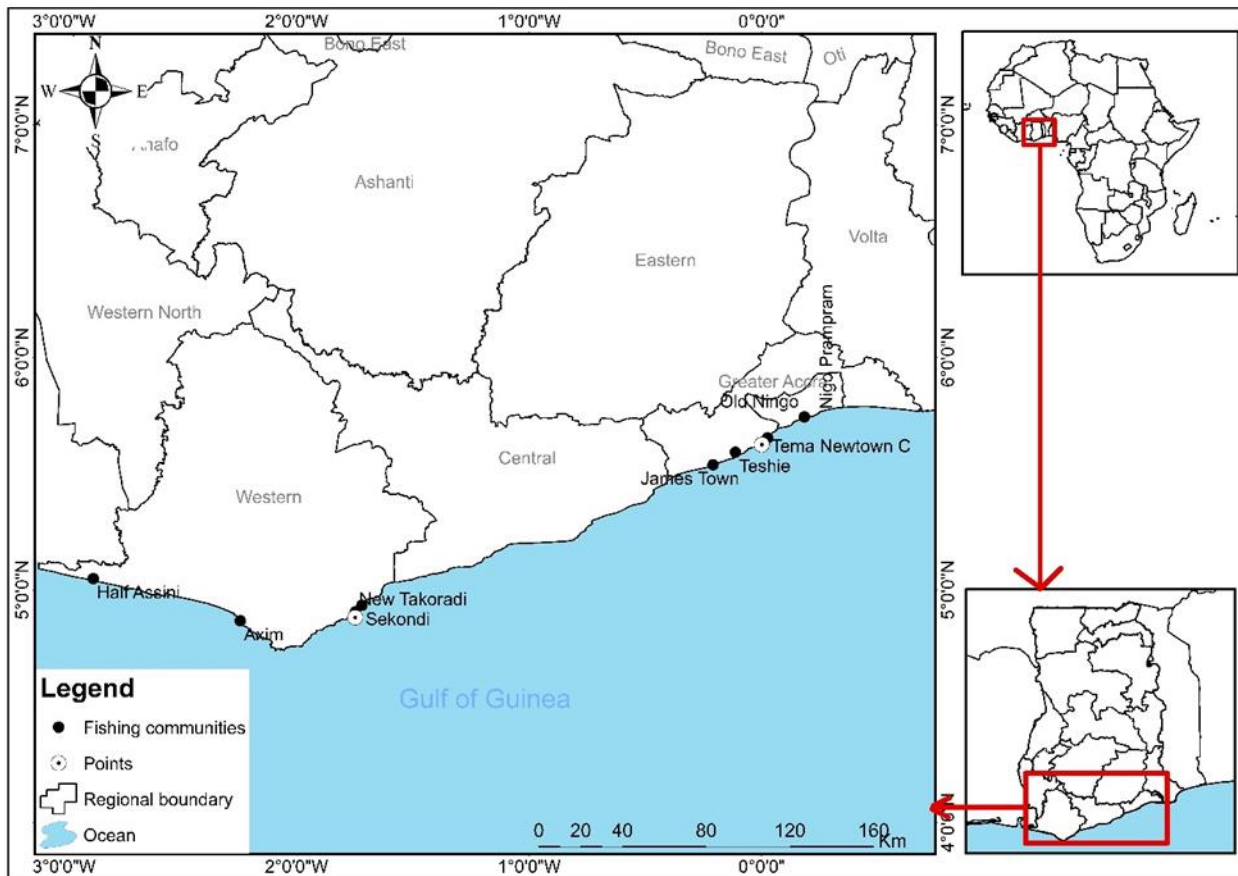 3°0'0"W
2°0'0"W
1°0'0"W
0°0'0"
N
W
E
S
7°0'0"N
6°0'0"N
5°0'0"N
Bono East
Bono East
Oti
Ashanti
Eastern
Volta
Western North
Western
Central
Greater Accra
Nigo Prampram
Old Ningo
Tema Newtown C
Teshie
James Town
Half Assini
Axim
New Takoradi
Sekondi
Gulf of Guinea
Legend
Fishing communities
Points
Regional boundary
Ocean
0 20 40 80 120 160
Km
3°0'0"W
2°0'0"W
1°0'0"W
0°0'0"
7°0'0"N
6°0'0"N
5°0'0"N
4°0'0"N